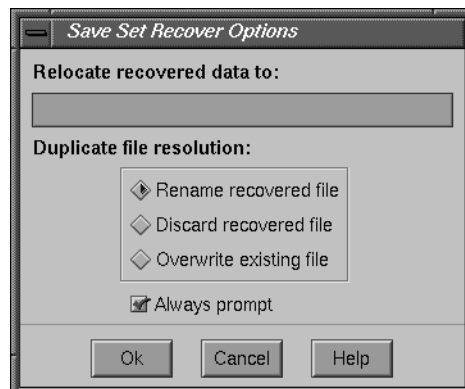 Save Set Recover Options
Relocate recovered data to:
Duplicate file resolution:
Rename recovered file
Discard recovered file
Overwrite existing file
Always prompt
Ok Cancel Help